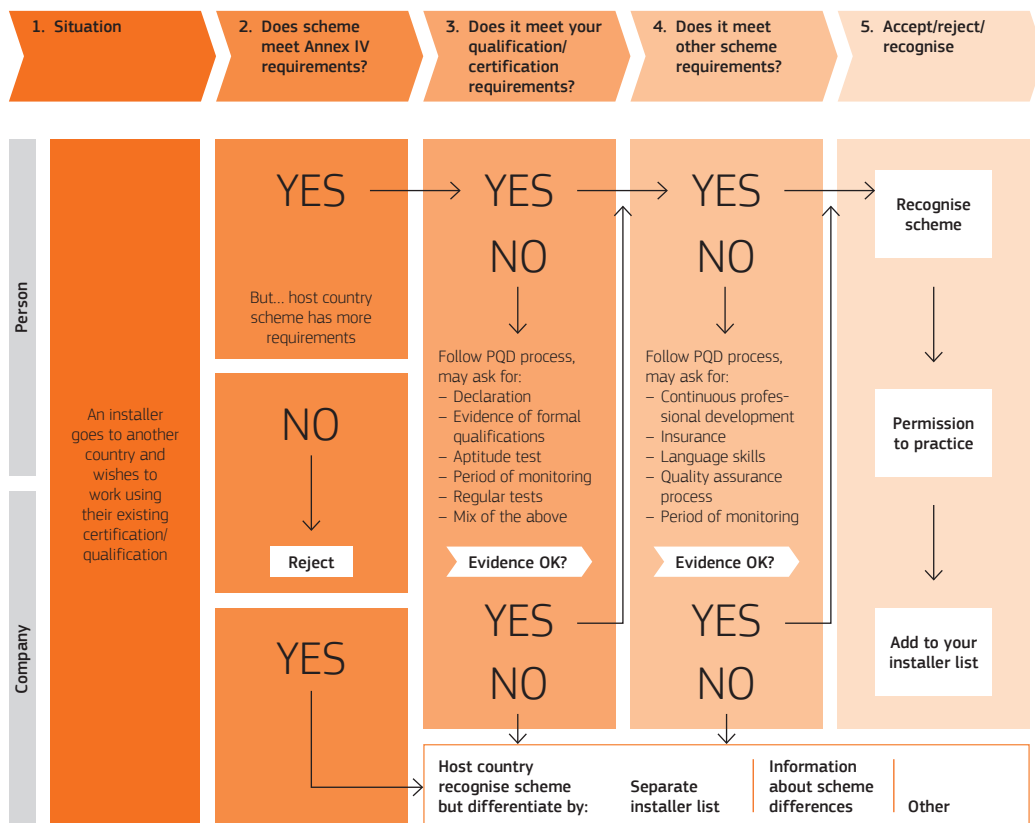 1. Situation
2. Does scheme
meet Annex IV
requirements?
3. Does it meet your
qualification/
certification
requirements?
4. Does it meet
other scheme
requirements?
5. Accept/reject/
recognise
Person
Company
An installer
goes to another
country and
wishes to
work using
their existing
certification/
qualification
YES
But... host country
scheme has more
requirements
NO
Reject
YES
YES
NO
Follow PQD process,
may ask for:
– Declaration
– Evidence of formal
qualifications
– Aptitude test
– Period of monitoring
– Regular tests
– Mix of the above
Evidence OK?
YES
NO
YES
NO
Follow PQD process,
may ask for:
– Continuous profes-
sional development
– Insurance
– Language skills
– Quality assurance
process
– Period of monitoring
Evidence OK?
YES
NO
Recognise
scheme
Permission
to practice
Add to your
installer list
Host country
recognise scheme
but differentiate by:
Separate
installer list
Information
about scheme
differences
Other